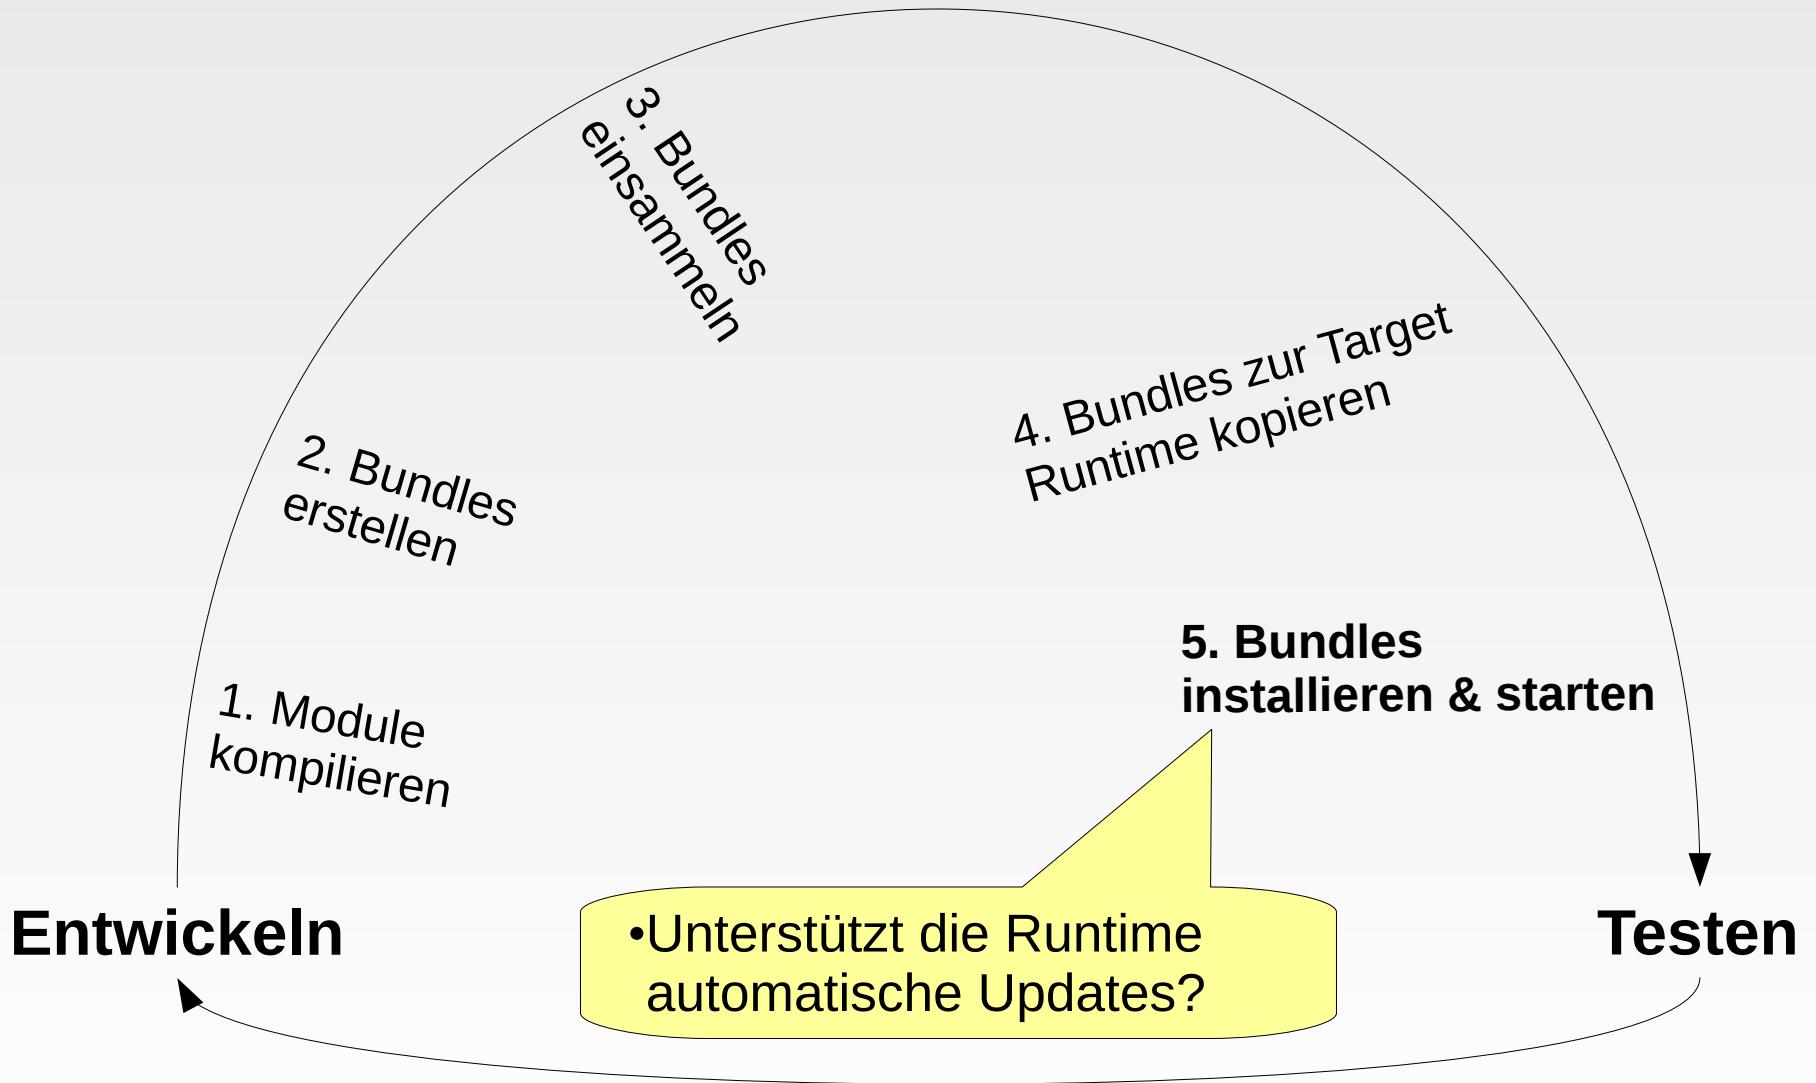 3. Bundles
einsammeln
4. Bundles zur Target
Runtime kopieren
2. Bundles
erstellen
5. Bundles
installieren & starten
1. Module
kompilieren
Entwickeln
•Unterstützt die Runtime
automatische Updates?
Testen